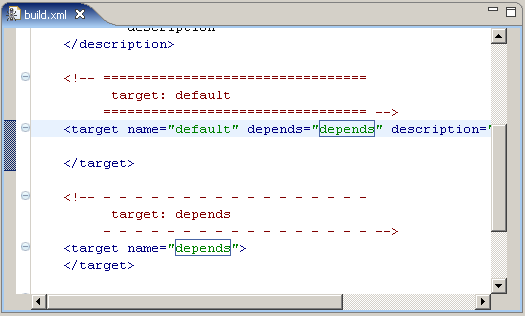 build.xml
description
</description>
<!-- =================================
target: default
================================= -->
<target name="default" depends="depends" description="
</target>
<!-- - - - - - - - - - - - - - - - - -
target: depends
- - - - - - - - - - - - - - - - - -->
<target name="depends">
</target>